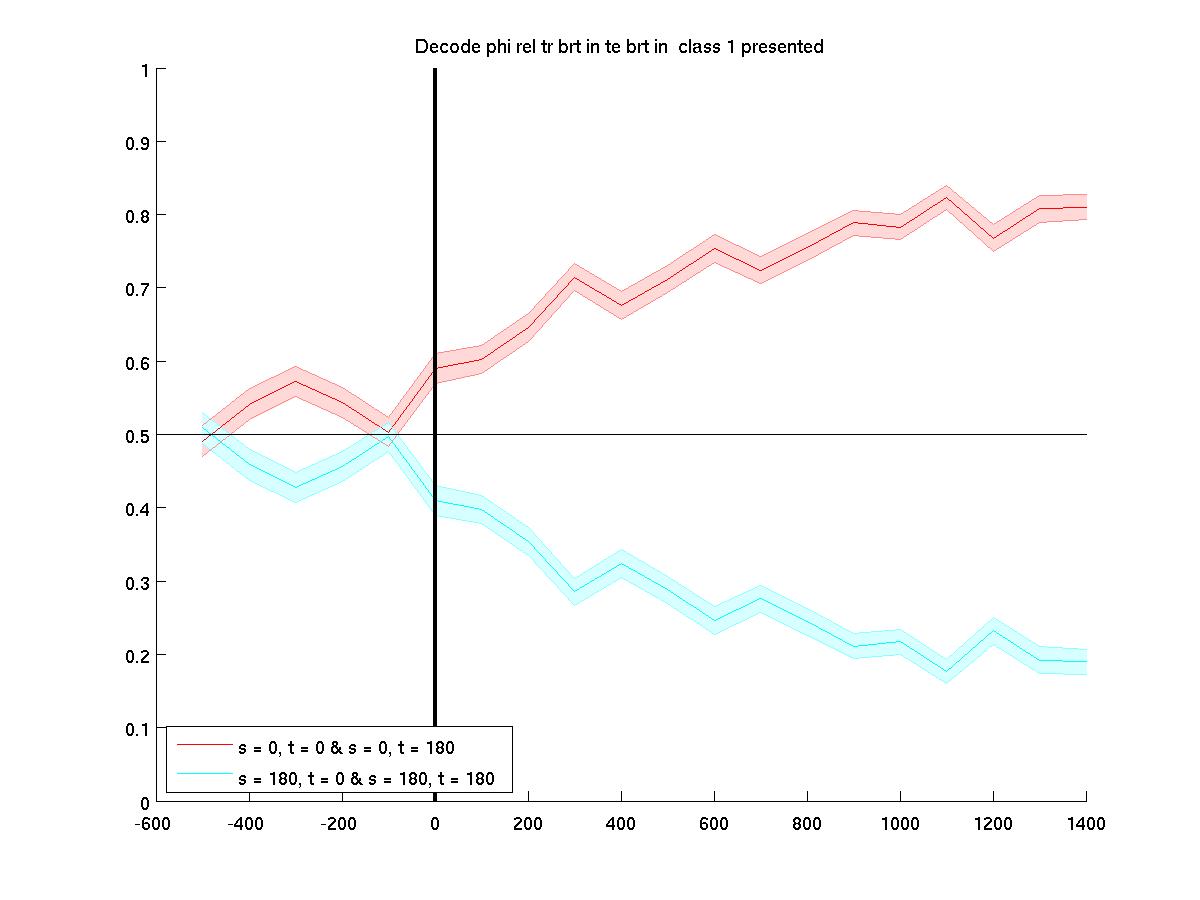 Decode phi rel tr brt in te brt in  class 1 presented
1
0.9
0.8
0.7
0.6
0.5
0.4
0.3
0.2
0.1
0
s = 0, t = 0 & s = 0, t = 180
s = 180, t = 0 & s = 180, t = 180
-600 -400 -200 0 200 400 600 800 1000 1200 1400